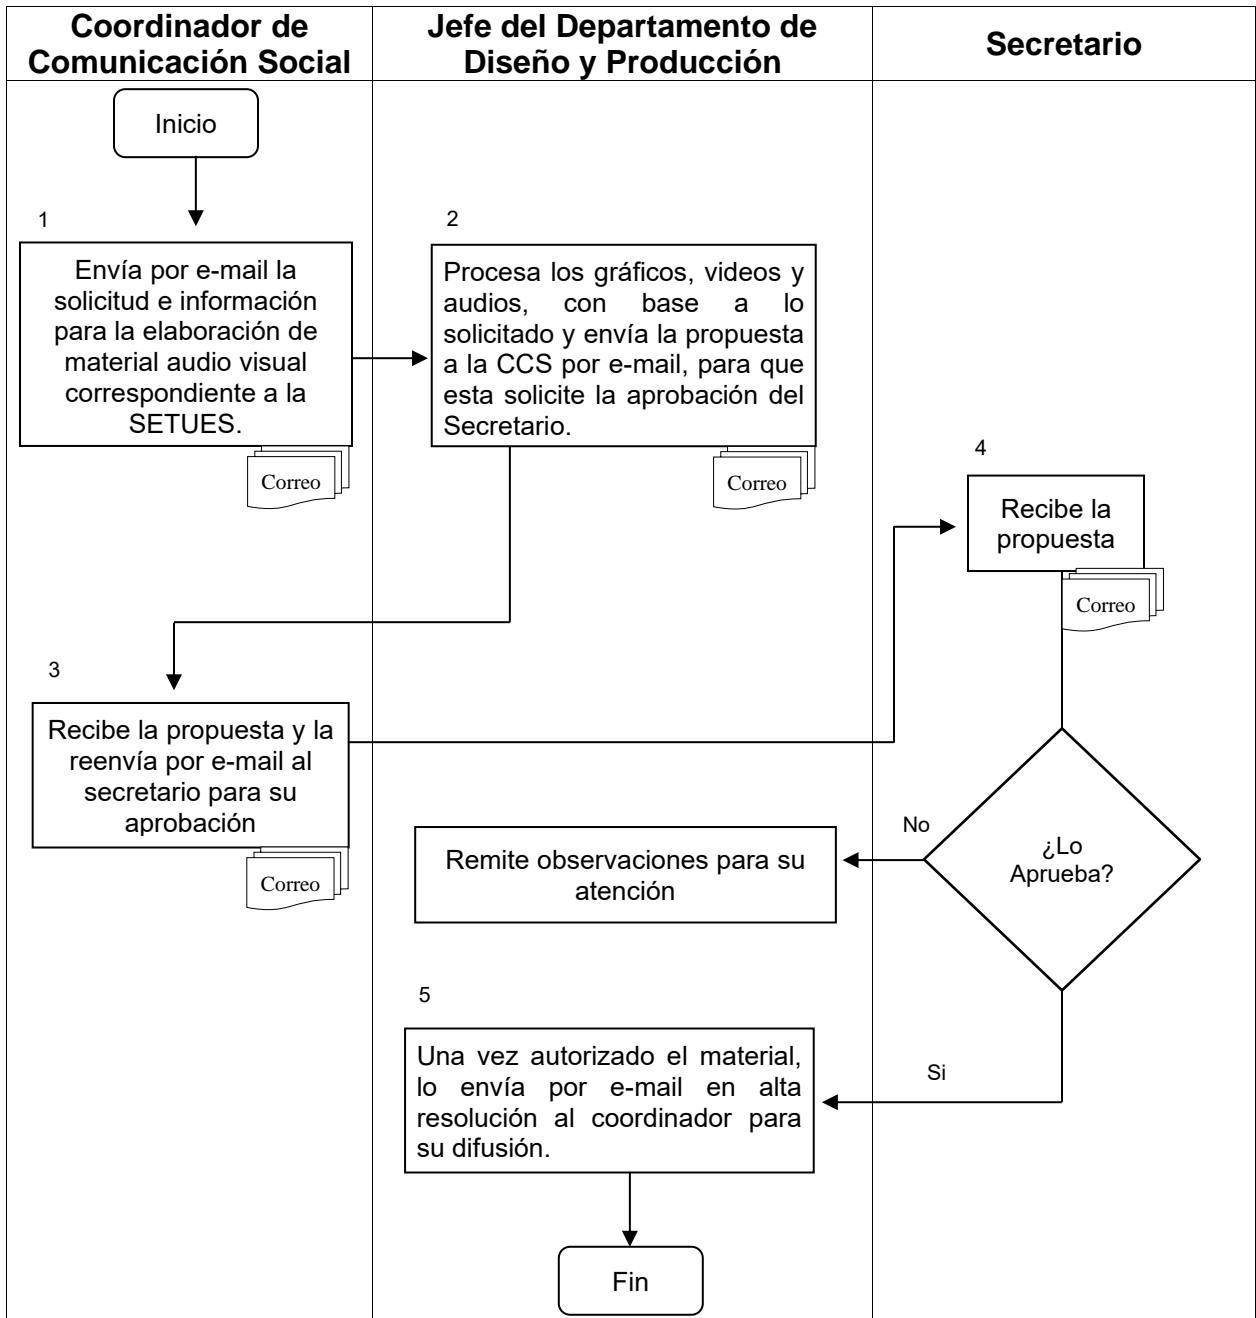 Coordinador de
Comunicación Social
Jefe del Departamento de
Diseño y Producción
Secretario
Inicio
1
Envía por e-mail la
solicitud e información
para la elaboración de
material audio visual
correspondiente a la
SETUES.
Correo
2
Procesa los gráficos, videos y
audios, con base a lo
solicitado y envía la propuesta
a la CCS por e-mail, para que
esta solicite la aprobación del
Secretario.
Correo
3
Recibe la propuesta y la
reenvía por e-mail al
secretario para su
aprobación
Correo
4
Recibe la
propuesta
Correo
¿Lo
Aprueba?
No
Remite observaciones para su
atención
Si
5
Una vez autorizado el material,
lo envía por e-mail en alta
resolución al coordinador para
su difusión.
Fin